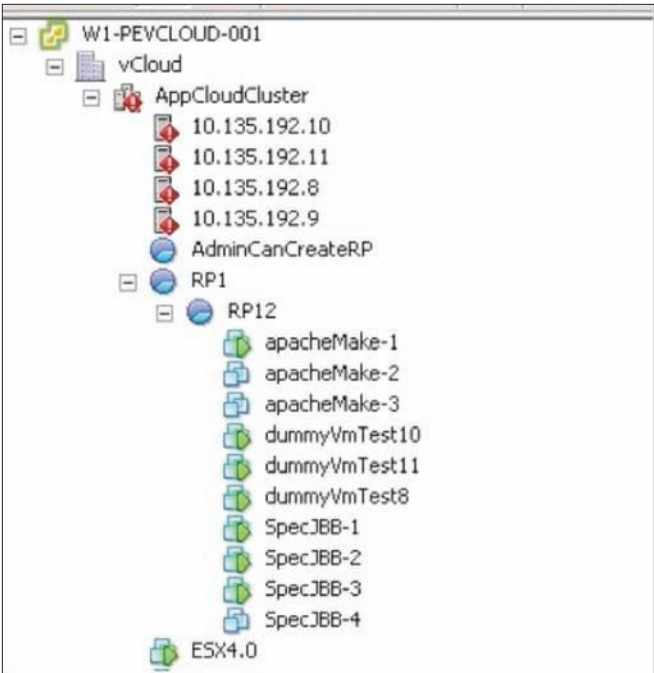 W1-PEVCLOUD-001
vCloud
AppCloudCluster
10.135.192.10
10.135.192.11
10.135.192.8
10.135.192.9
AdminCanCreateRP
RP1
RP12
apacheMake-1
apacheMake-2
apacheMake-3
dummyVmTest10
dummyVmTest11
dummyVmTest8
SpecJBB-1
SpecJBB-2
SpecJBB-3
SpecJBB-4
ESX4.0